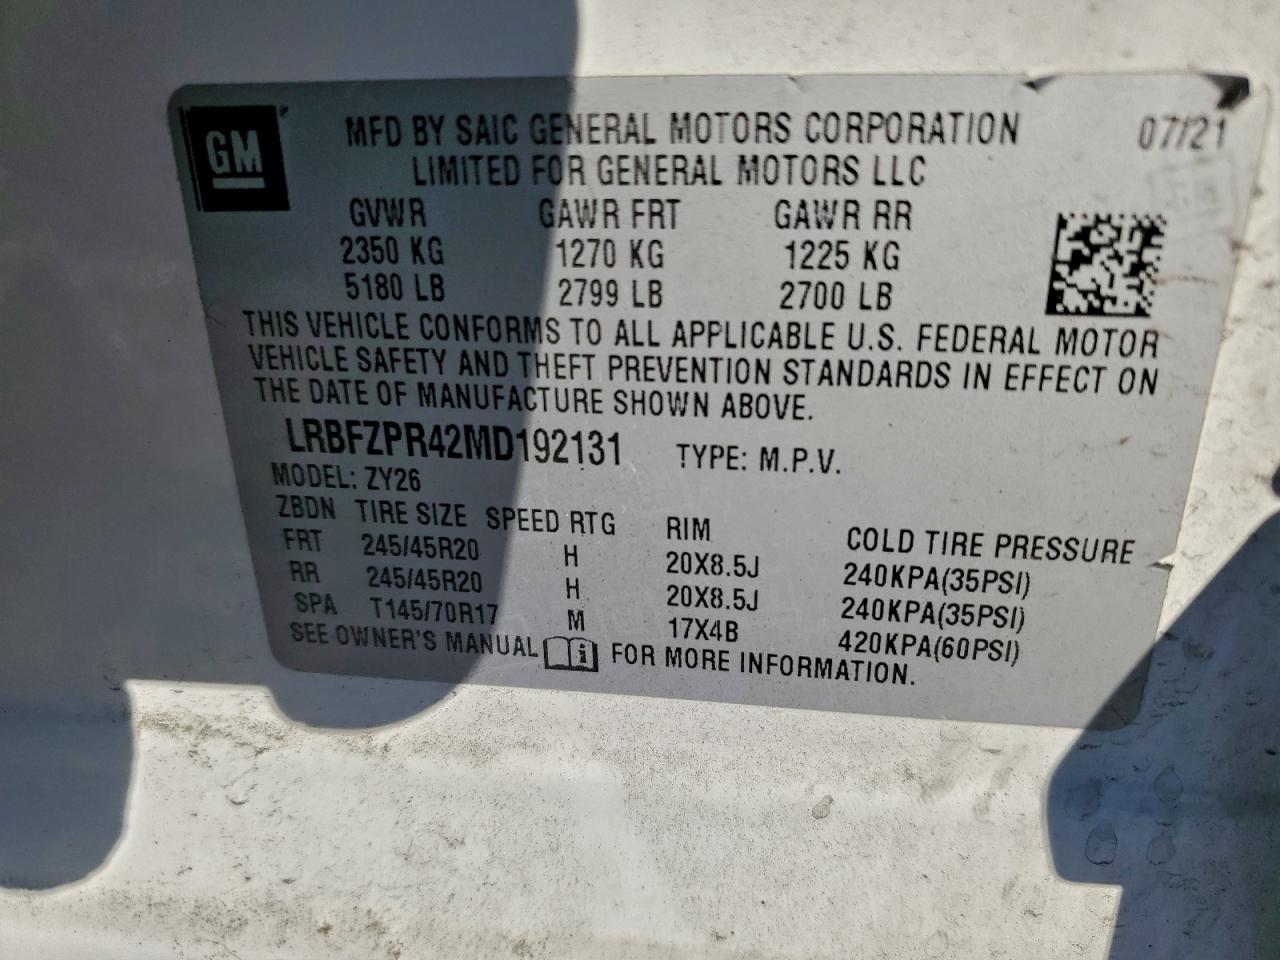 GM
MFD BY SAIC GENERAL MOTORS CORPORATION 07/21
LIMITED FOR GENERAL MOTORS LLC
GVWR GAWR FRT GAWR RR
2350 KG 1270 KG 1225 KG
5180 LB 2799 LB 2700 LB
THIS VEHICLE CONFORMS TO ALL APPLICABLE U.S. FEDERAL MOTOR
VEHICLE SAFETY AND THEFT PREVENTION STANDARDS IN EFFECT ON
THE DATE OF MANUFACTURE SHOWN ABOVE.
LRBFZPR42MD192131 TYPE: M.P.V.
MODEL: ZY26
ZBDN TIRE SIZE SPEED RTG RIM COLD TIRE PRESSURE
FRT 245/45R20 H 20X8.5J 240KPA(35PSI)
RR 245/45R20 H 20X8.5J 240KPA(35PSI)
SPA T145/70R17 M 17X4B 420KPA(60PSI)
SEE OWNER'S MANUAL i FOR MORE INFORMATION.